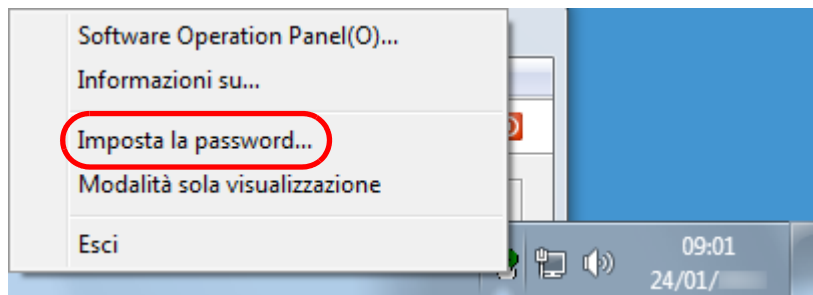 Software Operation Panel(O)...
Informazioni su...
Imposta la password...
Modalità sola visualizzazione
Esci
09:01
24/01/